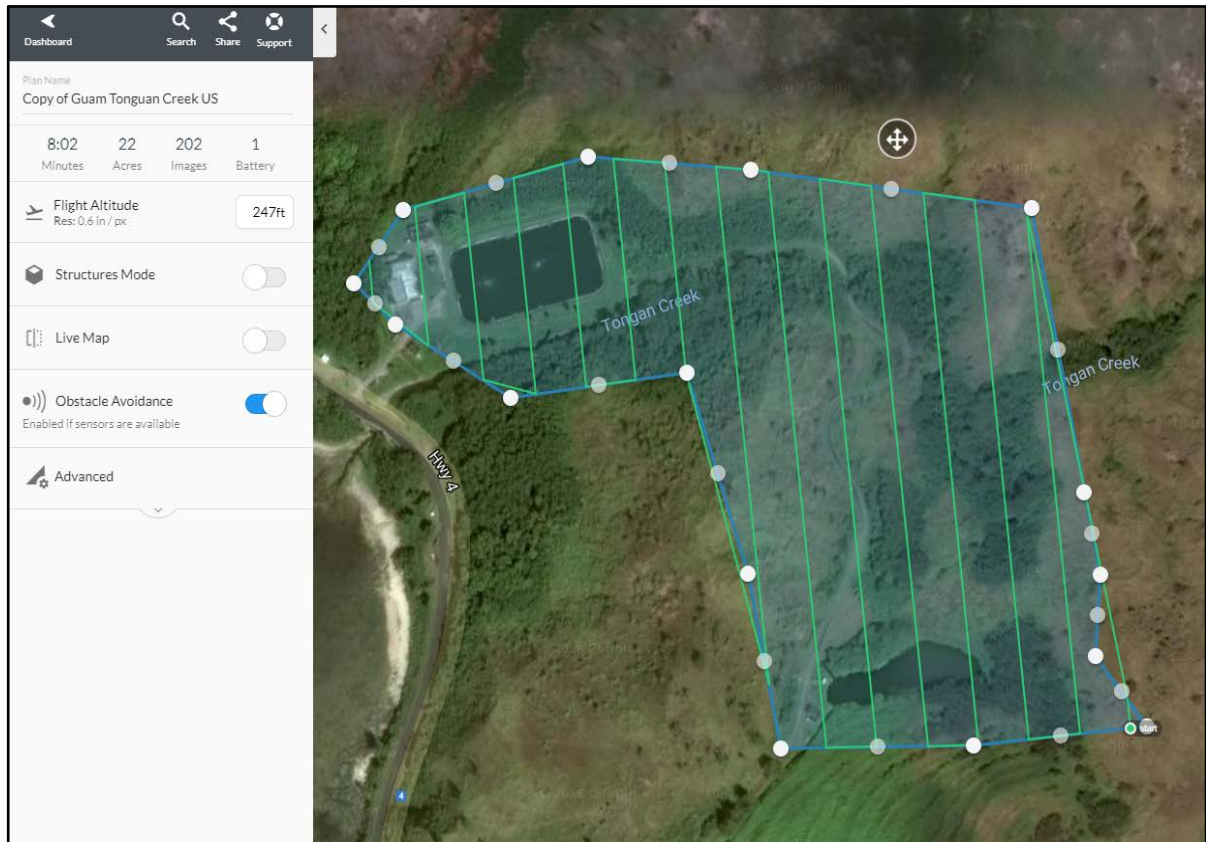 Dashboard
Search
Share
Support
Plan Name
Copy of Guam Tonguan Creek US
8:02
22
202
1
Minutes
Acres
Images
Battery
Flight Altitude
247ft
Res: 0.6 in / px
Structures Mode
Live Map
Obstacle Avoidance
Enabled if sensors are available
Advanced
Tongan Creek
Tongan Creek
Hwy 4
start
4